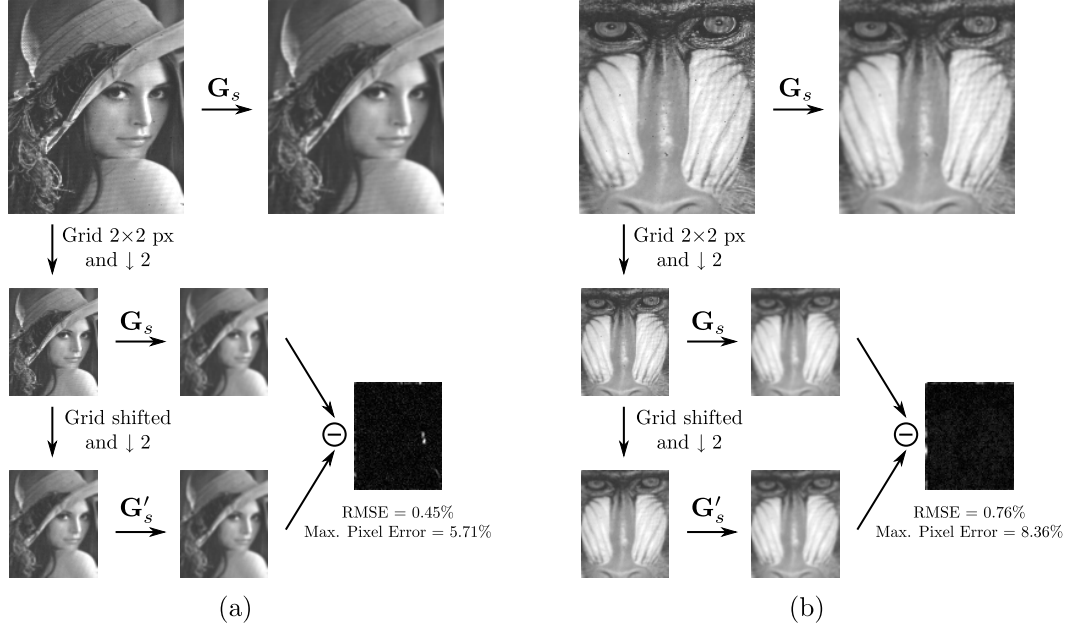 G_s
Grid 2×2 px
and ↓ 2
G_s
Grid shifted
and ↓ 2
G′_s
RMSE = 0.45%
Max. Pixel Error = 5.71%
(a)
G_s
Grid 2×2 px
and ↓ 2
G_s
Grid shifted
and ↓ 2
G′_s
RMSE = 0.76%
Max. Pixel Error = 8.36%
(b)